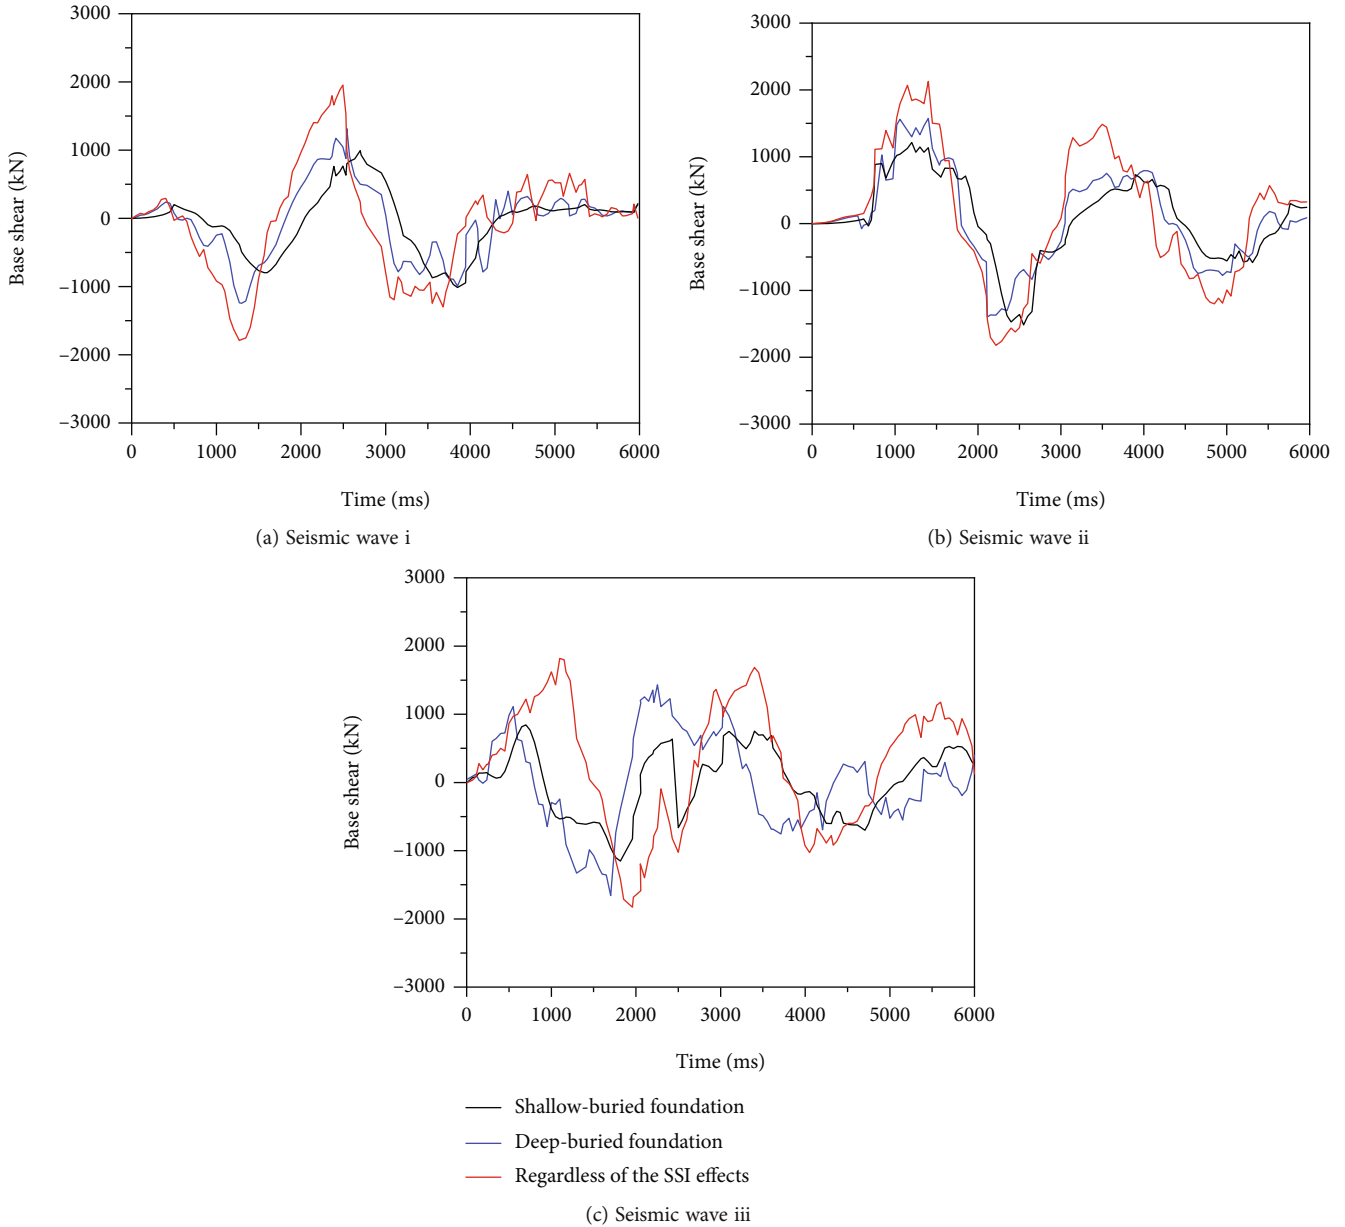 3000
2000
1000
0
−1000
−2000
−3000
Base shear (kN)
0 1000 2000 3000 4000 5000 6000
Time (ms)
(a) Seismic wave i
3000
2000
1000
0
−1000
−2000
−3000
Base shear (kN)
0 1000 2000 3000 4000 5000 6000
Time (ms)
(b) Seismic wave ii
3000
2000
1000
0
−1000
−2000
−3000
Base shear (kN)
0 1000 2000 3000 4000 5000 6000
Time (ms)
Shallow-buried foundation
Deep-buried foundation
Regardless of the SSI effects
(c) Seismic wave iii